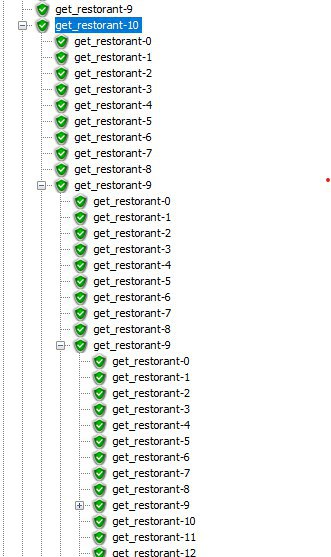 get_restorant-9
get_restorant-10
get_restorant-0
get_restorant-1
get_restorant-2
get_restorant-3
get_restorant-4
get_restorant-5
get_restorant-6
get_restorant-7
get_restorant-8
get_restorant-9
get_restorant-0
get_restorant-1
get_restorant-2
get_restorant-3
get_restorant-4
get_restorant-5
get_restorant-6
get_restorant-7
get_restorant-8
get_restorant-9
get_restorant-0
get_restorant-1
get_restorant-2
get_restorant-3
get_restorant-4
get_restorant-5
get_restorant-6
get_restorant-7
get_restorant-8
get_restorant-9
get_restorant-10
get_restorant-11
get_restorant-12